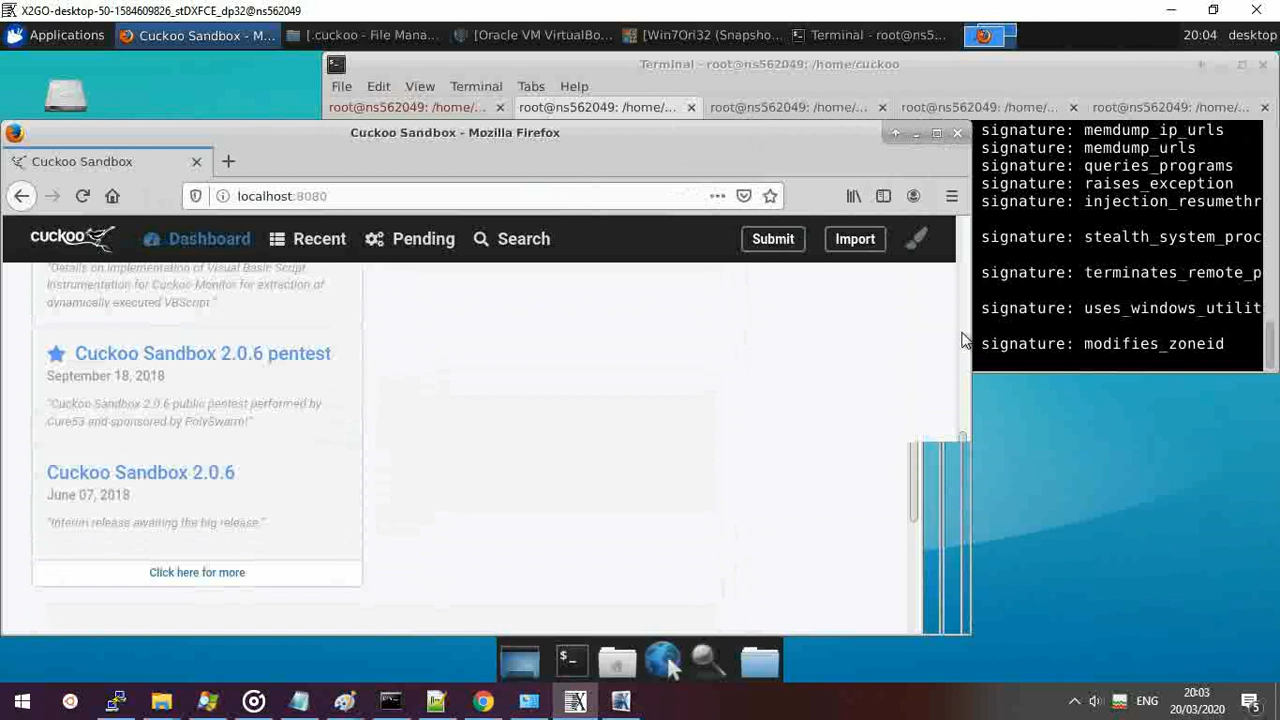 X2GO-desktop-50-1584609826_stDXFCE_dp32@ns562049
Applications
Cuckoo Sandbox - M...
[.cuckoo - File Mana...
[Oracle VM VirtualBo...
[Win7Ori32 (Snapsho...
Terminal - root@ns5...
20:04 desktop
Terminal - root@ns562049: /home/cuckoo
File Edit View Terminal Tabs Help
root@ns562049: /home/...
root@ns562049: /home/...
root@ns562049: /home/...
root@ns562049: /home/...
root@ns562049: /home/...
Cuckoo Sandbox - Mozilla Firefox
Cuckoo Sandbox
localhost:8080
cuckoo
Dashboard
Recent
Pending
Search
Submit
Import
"Details on implementation of Visual Basic Script
Instrumentation for Cuckoo Monitor for extraction of
dynamically executed VBScript."
Cuckoo Sandbox 2.0.6 pentest
September 18, 2018
"Cuckoo Sandbox 2.0.6 public pentest performed by
Cure53 and sponsored by PolySwarm!"
Cuckoo Sandbox 2.0.6
June 07, 2018
"Interim release awaiting the big release."
Click here for more
signature: memdump_ip_urls
signature: memdump_urls
signature: queries_programs
signature: raises_exception
signature: injection_resumethr
signature: stealth_system_proc
signature: terminates_remote_p
signature: uses_windows_utilit
signature: modifies_zoneid
$_
ENG
20:03
20/03/2020
5